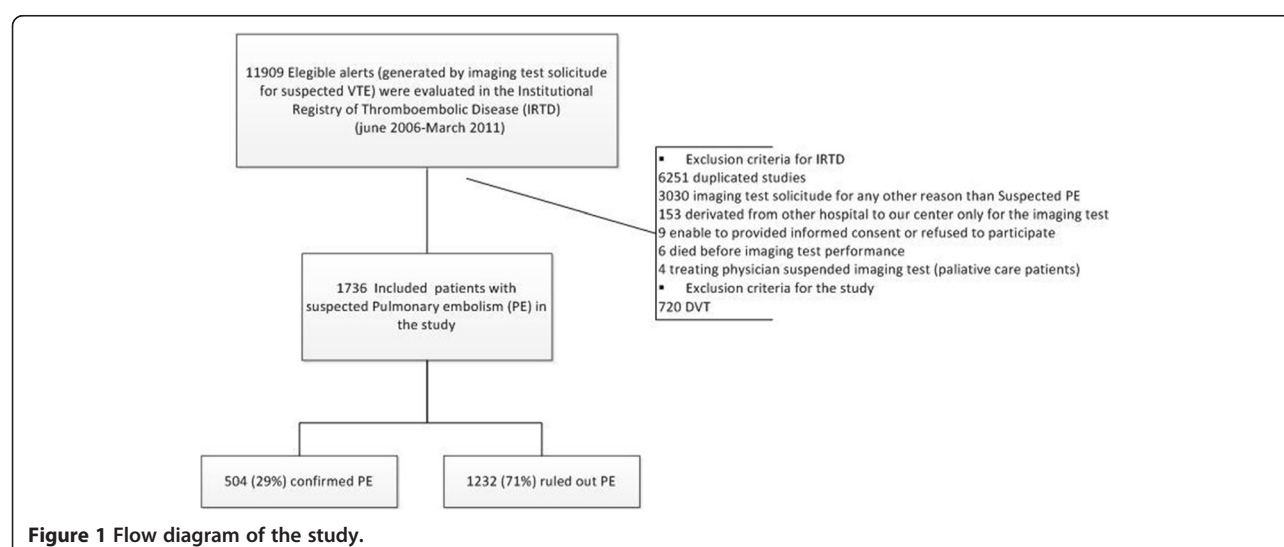 11909 Elegible alerts (generated by imaging test solicitude
for suspected VTE) were evaluated in the Institutional
Registry of Thromboembolic Disease (IRTD)
(june 2006-March 2011)
▪ Exclusion criteria for IRTD
6251 duplicated studies
3030 imaging test solicitude for any other reason than Suspected PE
153 derivated from other hospital to our center only for the imaging test
9 enable to provided informed consent or refused to participate
6 died before imaging test performance
4 treating physician suspended imaging test (paliative care patients)
▪ Exclusion criteria for the study
720 DVT
1736 Included patients with
suspected Pulmonary embolism (PE) in
the study
504 (29%) confirmed PE
1232 (71%) ruled out PE
Figure 1 Flow diagram of the study.